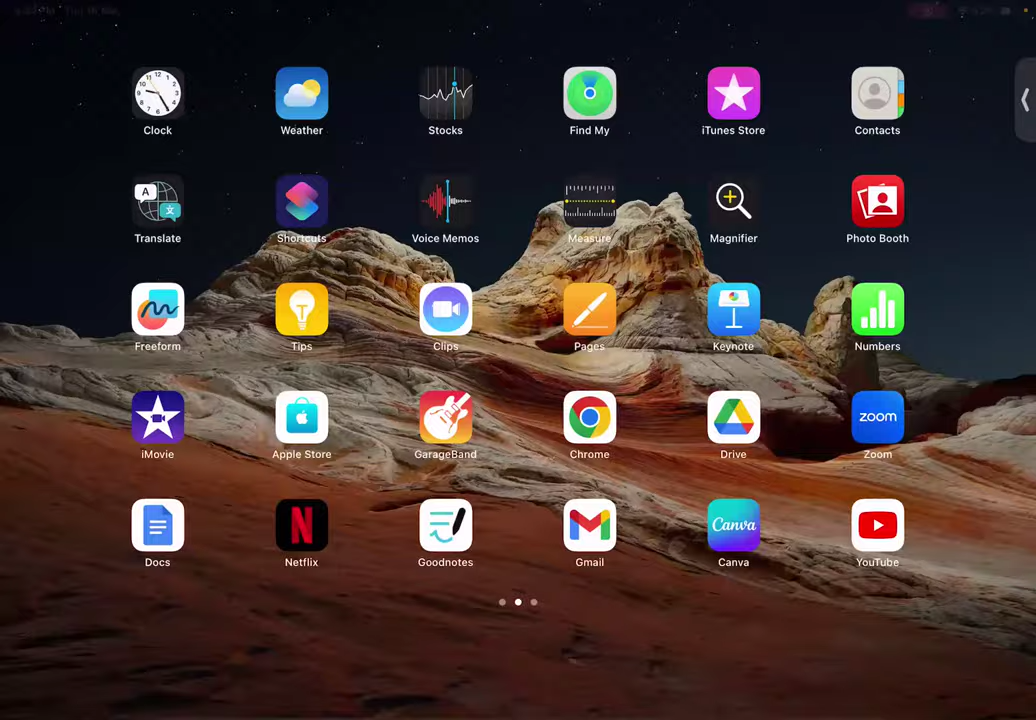 Clock
Weather
Stocks
Find My
iTunes Store
Contacts
Translate
Shortcuts
Voice Memos
Measure
Magnifier
Photo Booth
Freeform
Tips
Clips
Pages
Keynote
Numbers
iMovie
Apple Store
GarageBand
Chrome
Drive
zoom
Zoom
Docs
Netflix
Goodnotes
Gmail
Canva
Canva
YouTube